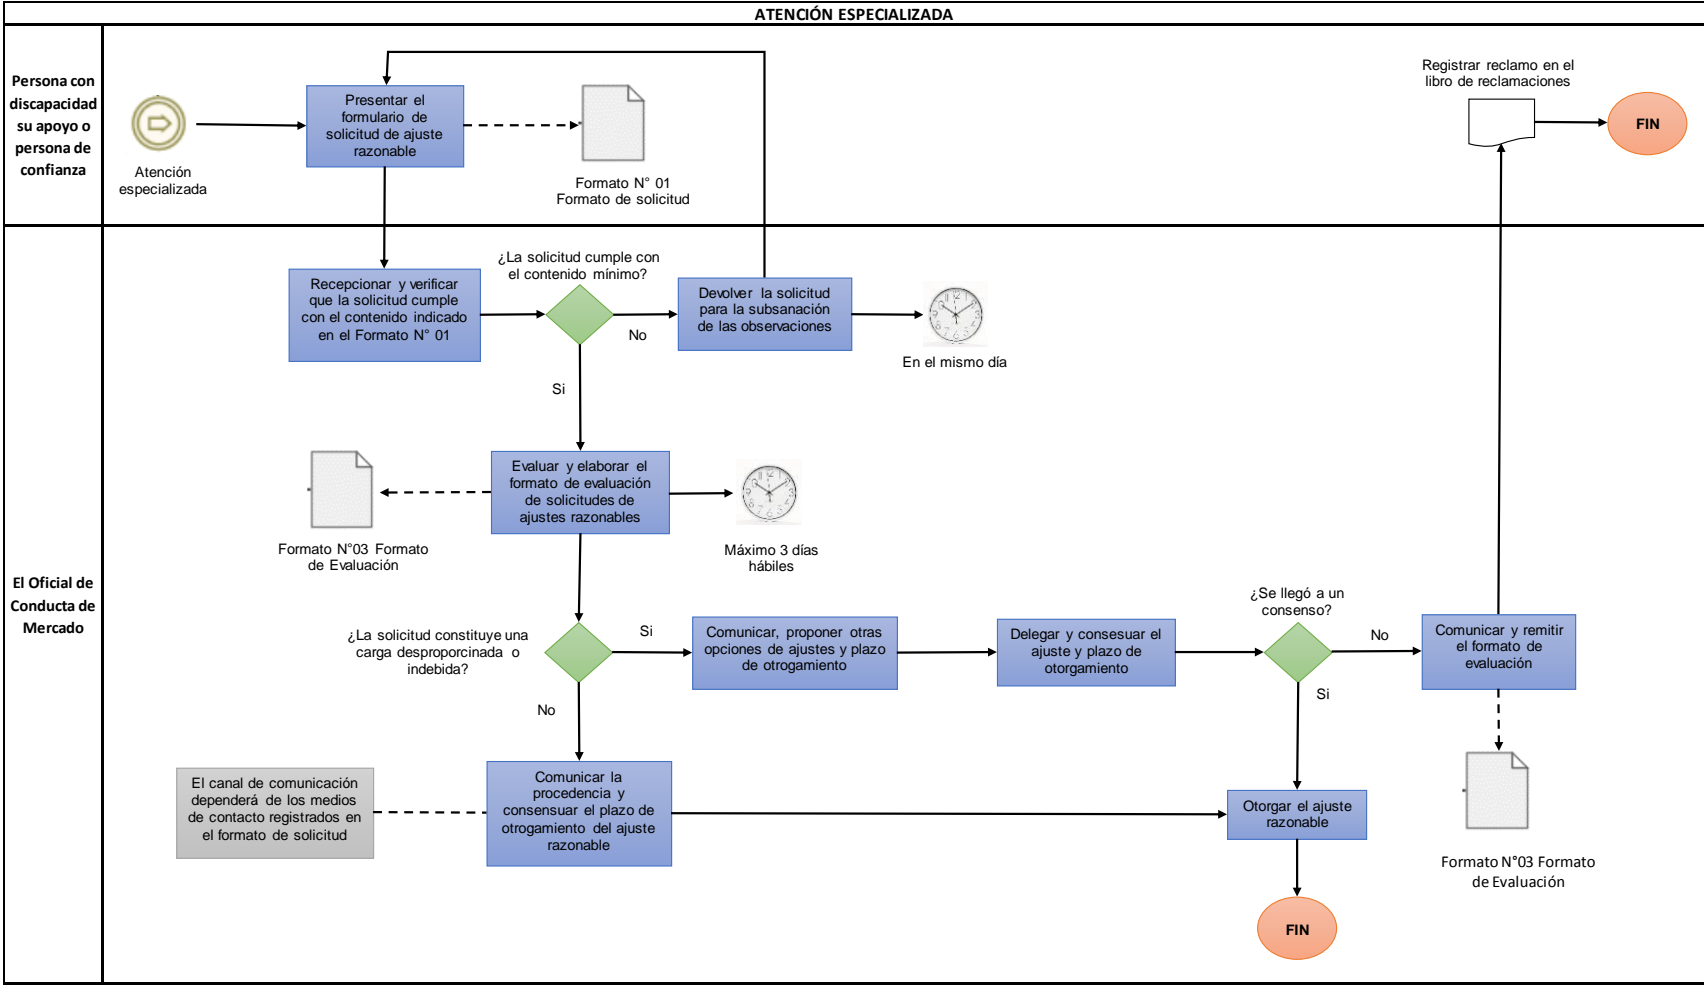 ATENCIÓN ESPECIALIZADA
Persona con
discapacidad
su apoyo o
persona de
confianza
Atención
especializada
Presentar el
formulario de
solicitud de ajuste
razonable
Formato N° 01
Formato de solicitud
Registrar reclamo en el
libro de reclamaciones
FIN
El Oficial de
Conducta de
Mercado
Recepcionar y verificar
que la solicitud cumple
con el contenido indicado
en el Formato N° 01
¿La solicitud cumple con
el contenido mínimo?
No
Si
Devolver la solicitud
para la subsanación
de las observaciones
En el mismo día
Formato N°03 Formato
de Evaluación
Evaluar y elaborar el
formato de evaluación
de solicitudes de
ajustes razonables
Máximo 3 días
hábiles
¿La solicitud constituye una
carga desproporcinada o
indebida?
Si
No
Comunicar, proponer otras
opciones de ajustes y plazo
de otrogamiento
Delegar y consesuar el
ajuste y plazo de
otorgamiento
¿Se llegó a un
consenso?
No
Si
Comunicar y remitir
el formato de
evaluación
El canal de comunicación
dependerá de los medios
de contacto registrados en
el formato de solicitud
Comunicar la
procedencia y
consensuar el plazo de
otrogamiento del ajuste
razonable
Otorgar el ajuste
razonable
Formato N°03 Formato
de Evaluación
FIN